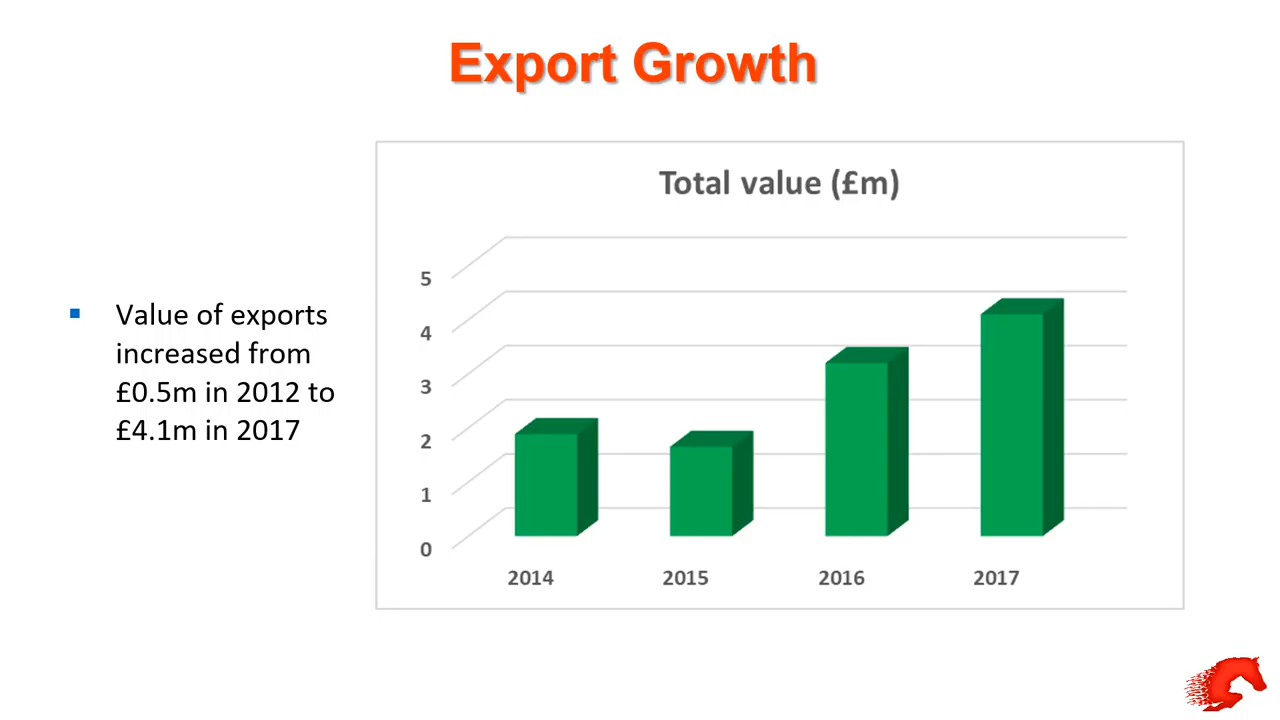 Export Growth
Value of exports
increased from
£0.5m in 2012 to
£4.1m in 2017
Total value (£m)
5
4
3
2
1
0
2014 2015 2016 2017